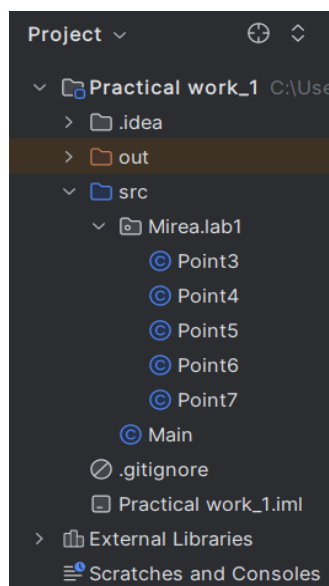 Project
Practical work_1 C:\Use
.idea
out
src
Mirea.lab1
Point3
Point4
Point5
Point6
Point7
Main
.gitignore
Practical work_1.iml
External Libraries
Scratches and Consoles